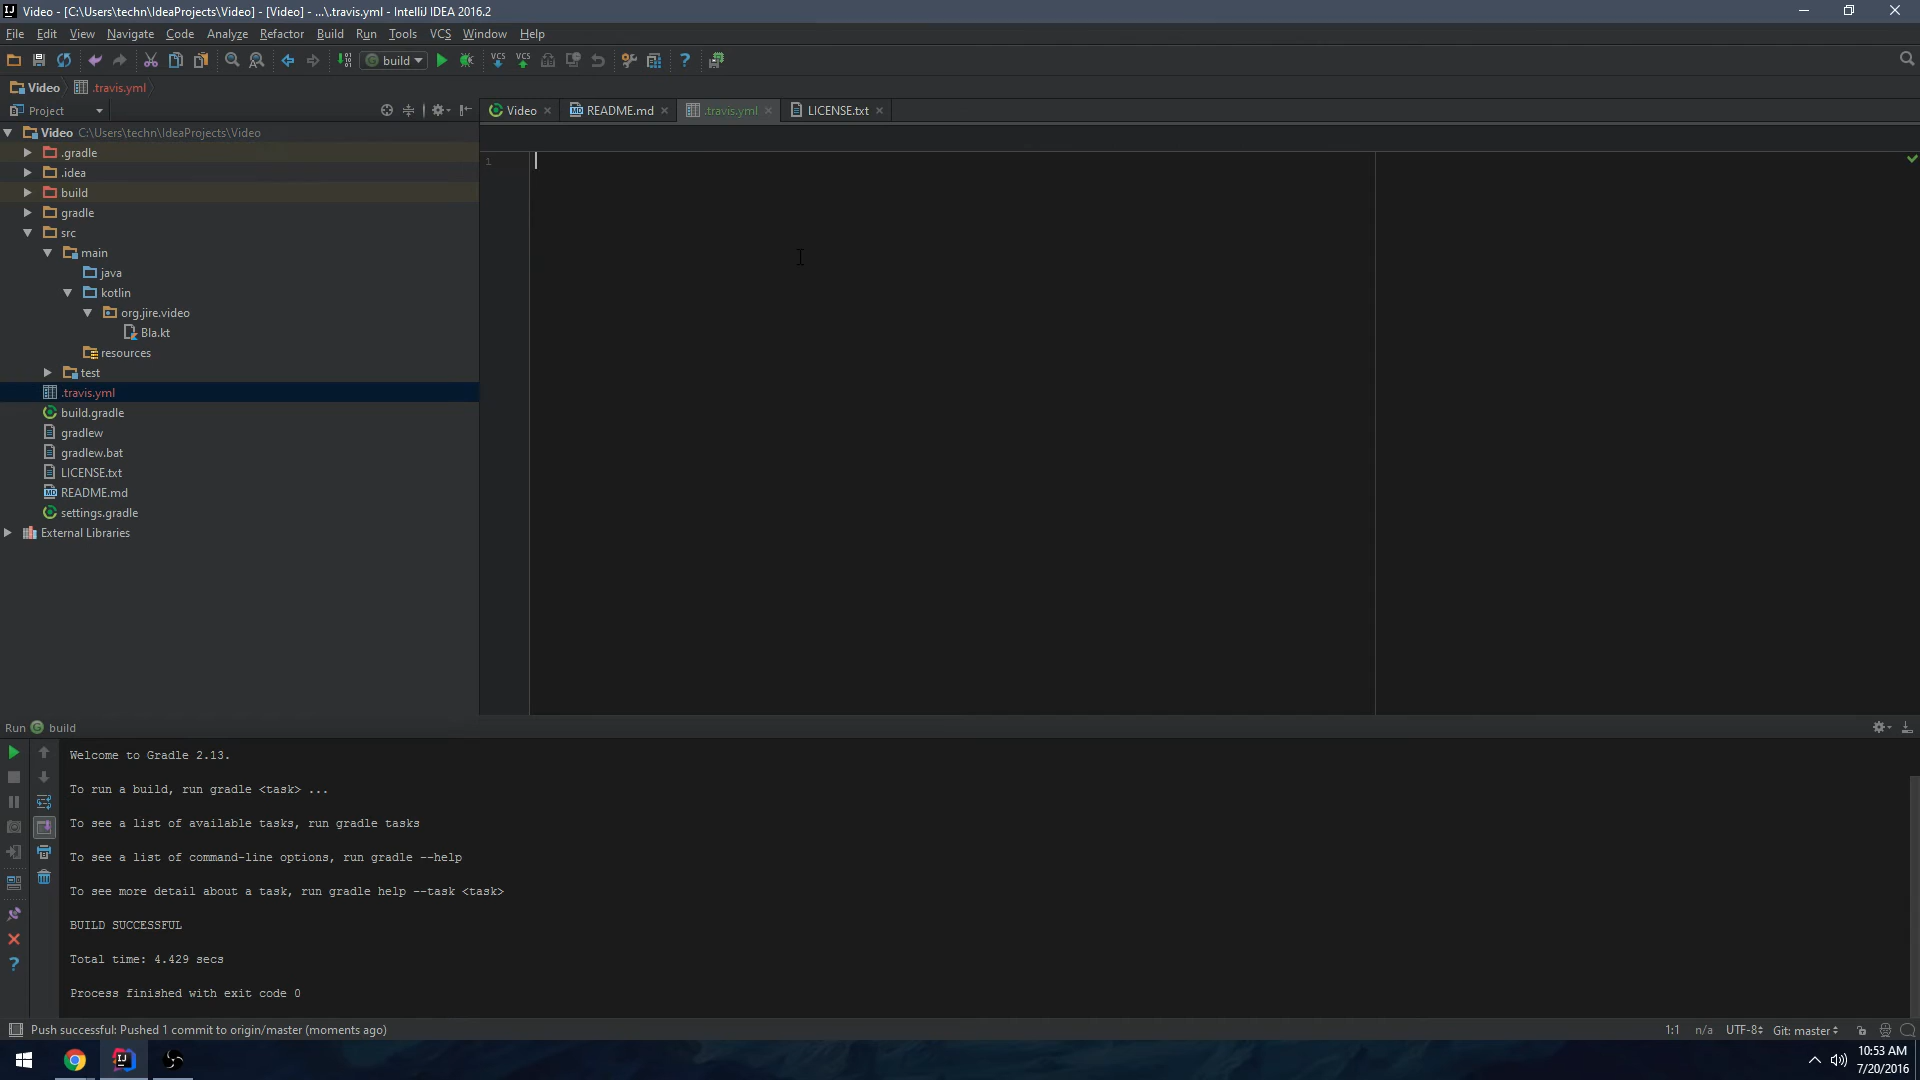 Video - [C:\Users\techn\IdeaProjects\Video] - [Video] - ...\.travis.yml - IntelliJ IDEA 2016.2
File Edit View Navigate Code Analyze Refactor Build Run Tools VCS Window Help
build
Video .travis.yml
Project
Video README.md .travis.yml LICENSE.txt
Video C:\Users\techn\IdeaProjects\Video
.gradle
.idea
build
gradle
src
main
java
kotlin
org.jire.video
Bla.kt
resources
test
.travis.yml
build.gradle
gradlew
gradlew.bat
LICENSE.txt
README.md
settings.gradle
External Libraries
1
Run build
Welcome to Gradle 2.13.
To run a build, run gradle <task> ...
To see a list of available tasks, run gradle tasks
To see a list of command-line options, run gradle --help
To see more detail about a task, run gradle help --task <task>
BUILD SUCCESSFUL
Total time: 4.429 secs
Process finished with exit code 0
Push successful: Pushed 1 commit to origin/master (moments ago)
1:1 n/a UTF-8 Git: master
10:53 AM
7/20/2016